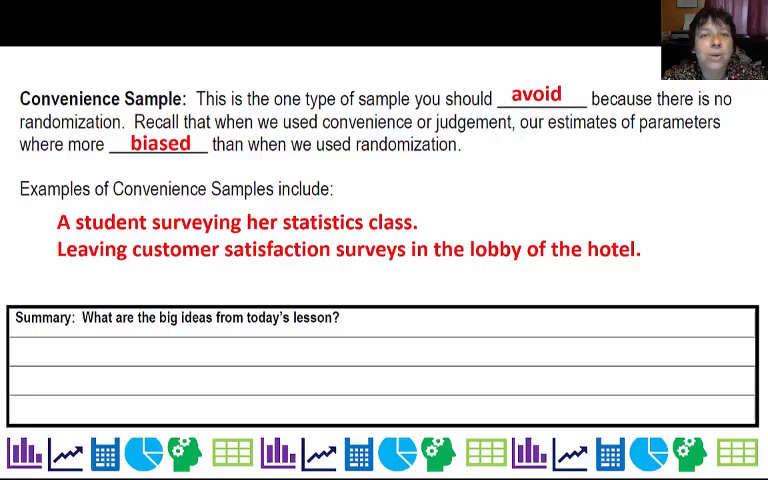 Convenience Sample: This is the one type of sample you should avoid because there is no
randomization. Recall that when we used convenience or judgement, our estimates of parameters
where more biased than when we used randomization.
Examples of Convenience Samples include:
A student surveying her statistics class.
Leaving customer satisfaction surveys in the lobby of the hotel.
Summary: What are the big ideas from today's lesson?